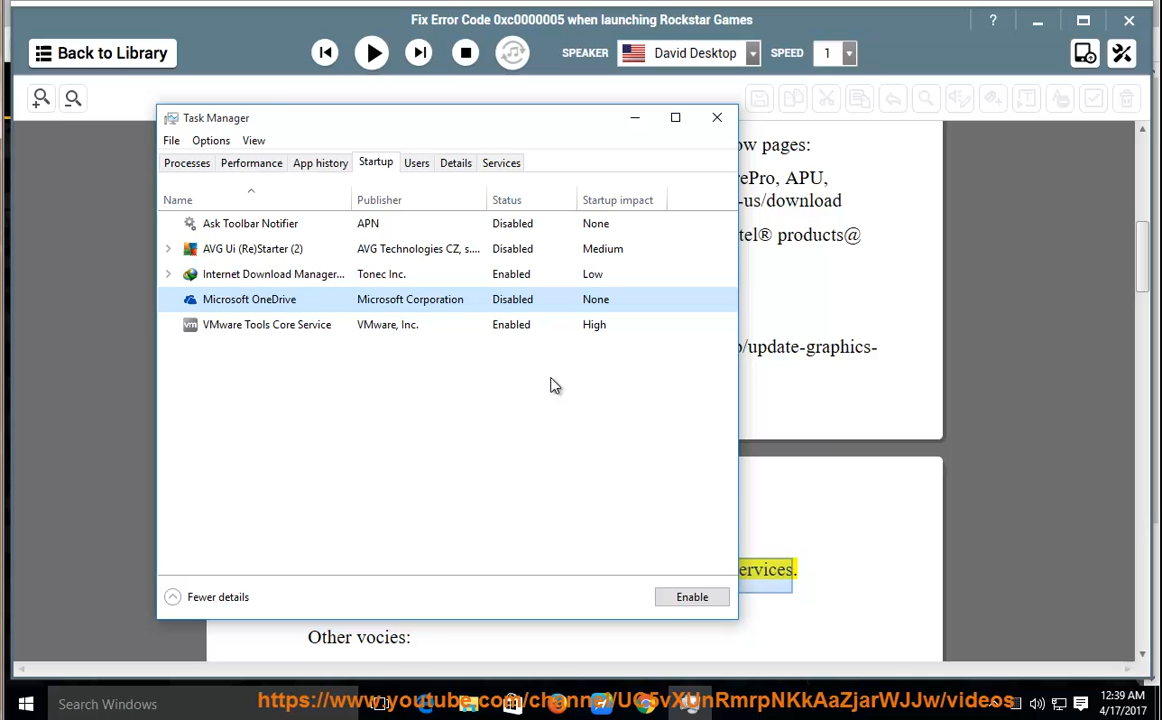 Fix Error Code 0xc0000005 when launching Rockstar Games
?
Back to Library
SPEAKER
David Desktop
SPEED
1
Task Manager
File Options View
Processes Performance App history Startup Users Details Services
Name Publisher Status Startup impact
Ask Toolbar Notifier APN Disabled None
AVG Ui (Re)Starter (2) AVG Technologies CZ, s.... Disabled Medium
Internet Download Manager... Tonec Inc. Enabled Low
Microsoft OneDrive Microsoft Corporation Disabled None
vm VMware Tools Core Service VMware, Inc. Enabled High
Fewer details
Enable
ow pages:
ePro, APU,
-us/download
tel® products@
/update-graphics-
ervices.
Other vocies:
Search Windows
12:39 AM
4/17/2017